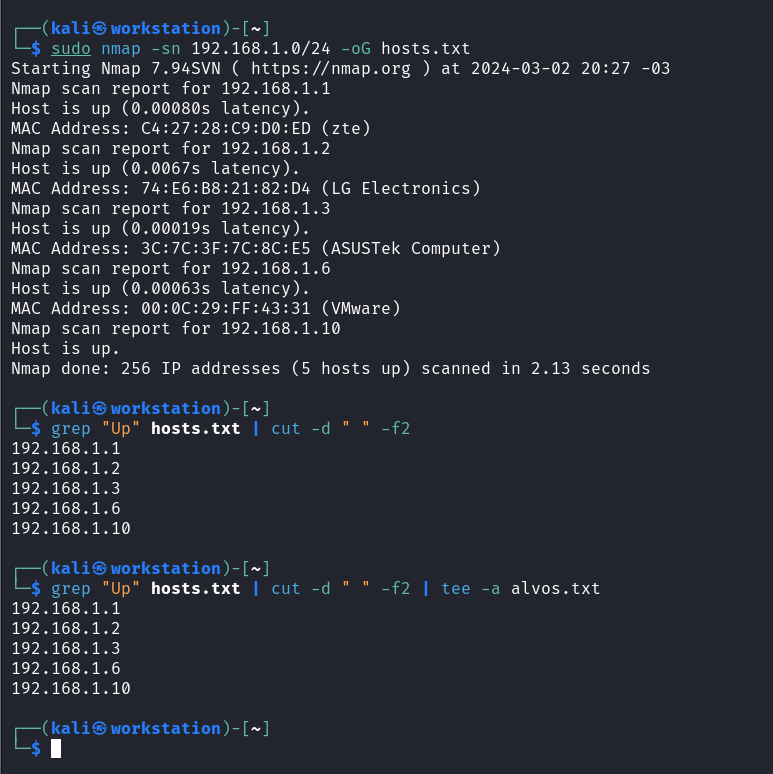 ┌──(kali㉿workstation)-[~]
└─$ sudo nmap -sn 192.168.1.0/24 -oG hosts.txt
Starting Nmap 7.94SVN ( https://nmap.org ) at 2024-03-02 20:27 -03
Nmap scan report for 192.168.1.1
Host is up (0.00080s latency).
MAC Address: C4:27:28:C9:D0:ED (zte)
Nmap scan report for 192.168.1.2
Host is up (0.0067s latency).
MAC Address: 74:E6:B8:21:82:D4 (LG Electronics)
Nmap scan report for 192.168.1.3
Host is up (0.00019s latency).
MAC Address: 3C:7C:3F:7C:8C:E5 (ASUSTek Computer)
Nmap scan report for 192.168.1.6
Host is up (0.00063s latency).
MAC Address: 00:0C:29:FF:43:31 (VMware)
Nmap scan report for 192.168.1.10
Host is up.
Nmap done: 256 IP addresses (5 hosts up) scanned in 2.13 seconds
┌──(kali㉿workstation)-[~]
└─$ grep "Up" hosts.txt | cut -d " " -f2
192.168.1.1
192.168.1.2
192.168.1.3
192.168.1.6
192.168.1.10
┌──(kali㉿workstation)-[~]
└─$ grep "Up" hosts.txt | cut -d " " -f2 | tee -a alvos.txt
192.168.1.1
192.168.1.2
192.168.1.3
192.168.1.6
192.168.1.10
┌──(kali㉿workstation)-[~]
└─$